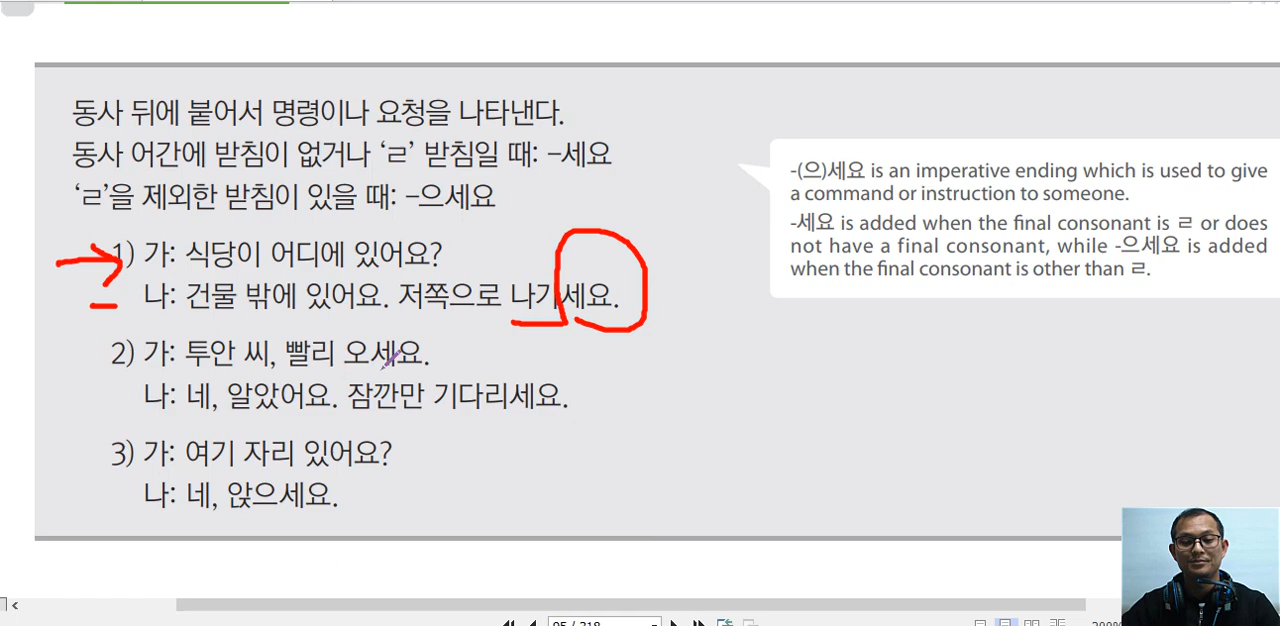 동사 뒤에 붙어서 명령이나 요청을 나타낸다.
동사 어간에 받침이 없거나 ‘ㄹ’ 받침일 때: –세요
‘ㄹ’을 제외한 받침이 있을 때: –으세요
1) 가: 식당이 어디에 있어요?
나: 건물 밖에 있어요. 저쪽으로 나가세요.
2) 가: 투안 씨, 빨리 오세요.
나: 네, 알았어요. 잠깐만 기다리세요.
3) 가: 여기 자리 있어요?
나: 네, 앉으세요.
-(으)세요 is an imperative ending which is used to give
a command or instruction to someone.
-세요 is added when the final consonant is ㄹ or does
not have a final consonant, while -으세요 is added
when the final consonant is other than ㄹ.
95 / 318
200%